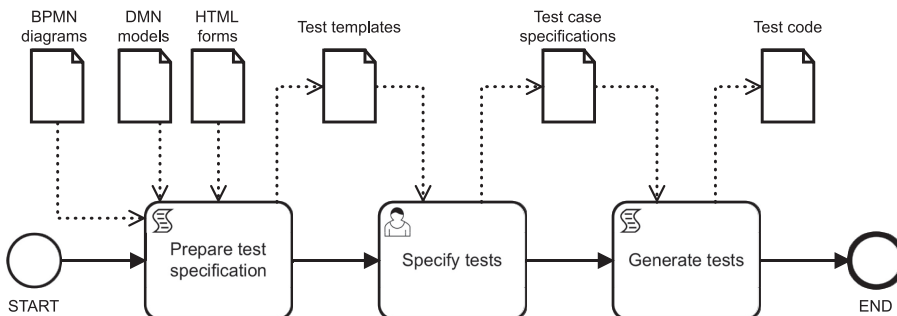 BPMN
diagrams
DMN
models
HTML
forms
Test templates
Test case
specifications
Test code
Prepare test
specification
Specify tests
Generate tests
START
END